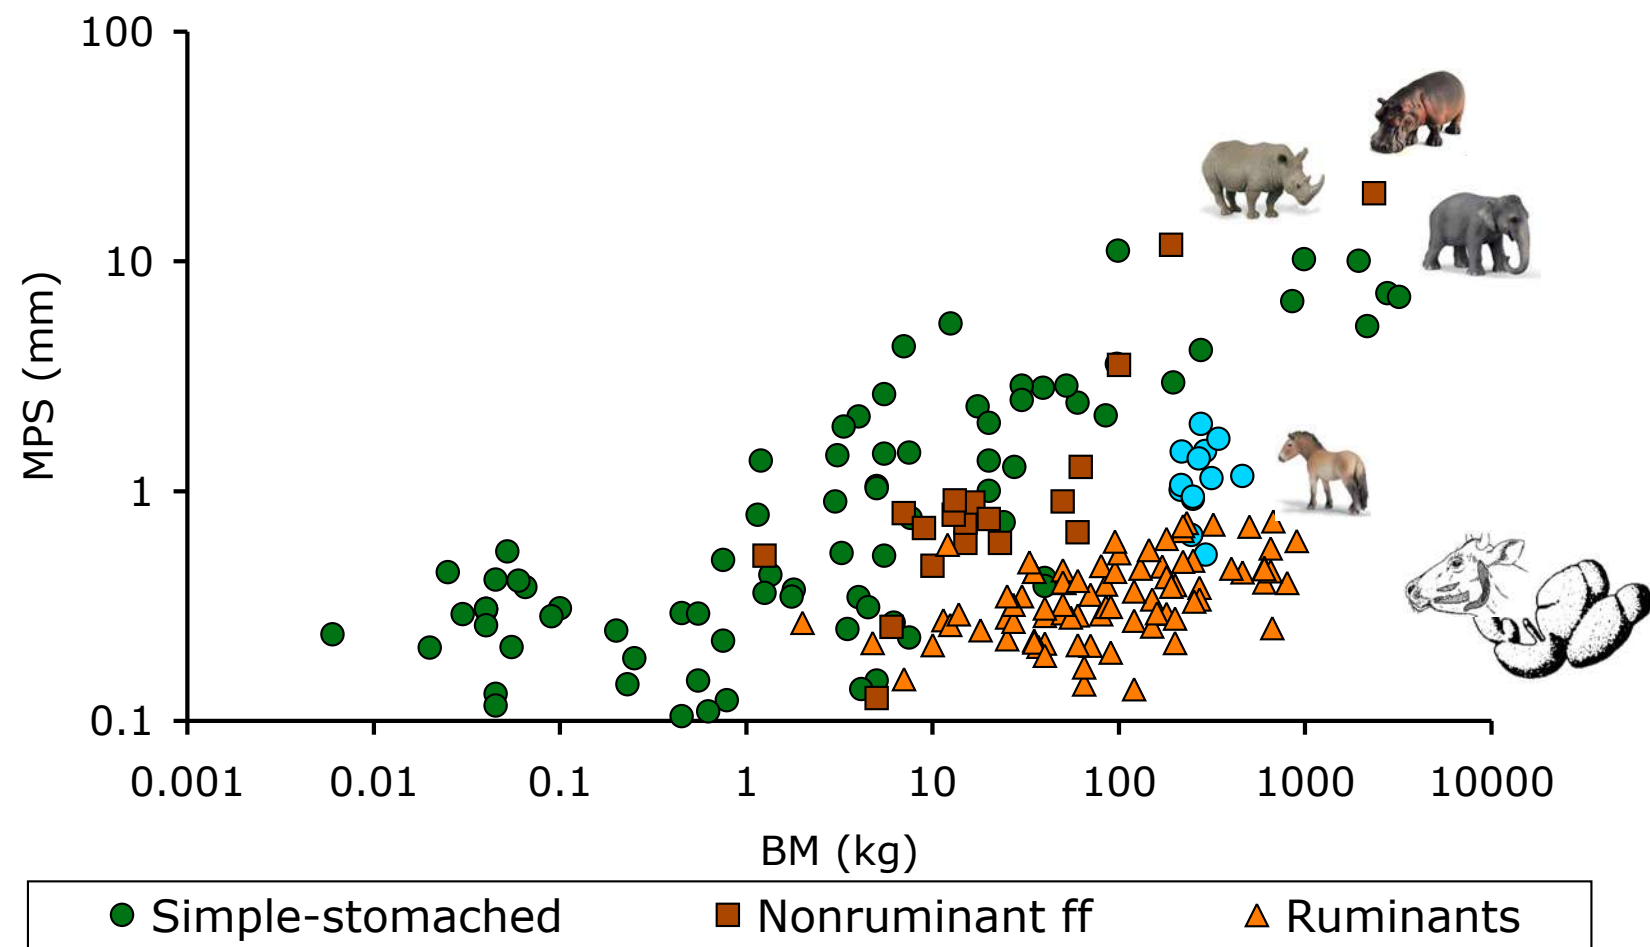 100
10
1
0.1
MPS (mm)
0.001 0.01 0.1 1 10 100 1000 10000
BM (kg)
Simple-stomached Nonruminant ff Ruminants